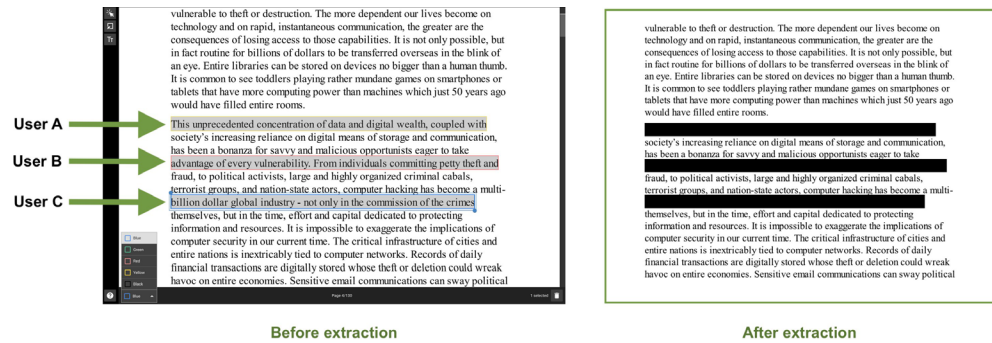 vulnerable to theft or destruction. The more dependent our lives become on
technology and on rapid, instantaneous communication, the greater are the
consequences of losing access to those capabilities. It is not only possible, but
in fact routine for billions of dollars to be transferred overseas in the blink of
an eye. Entire libraries can be stored on devices no bigger than a human thumb.
It is common to see toddlers playing rather mundane games on smartphones or
tablets that have more computing power than machines which just 50 years ago
would have filled entire rooms.
User A
This unprecedented concentration of data and digital wealth, coupled with
society's increasing reliance on digital means of storage and communication,
has been a bonanza for savvy and malicious opportunists eager to take
User B
advantage of every vulnerability. From individuals committing petty theft and
fraud, to political activists, large and highly organized criminal cabals,
terrorist groups, and nation-state actors, computer hacking has become a multi-
User C
billion dollar global industry - not only in the commission of the crimes
themselves, but in the time, effort and capital dedicated to protecting
information and resources. It is impossible to exaggerate the implications of
computer security in our current time. The critical infrastructure of cities and
entire nations is inextricably tied to computer networks. Records of daily
financial transactions are digitally stored whose theft or deletion could wreak
havoc on entire economies. Sensitive email communications can sway political
Tr
Blue
Green
Red
Yellow
Black
Blue
Page 6/120
1 selected
Before extraction
vulnerable to theft or destruction. The more dependent our lives become on
technology and on rapid, instantaneous communication, the greater are the
consequences of losing access to those capabilities. It is not only possible, but
in fact routine for billions of dollars to be transferred overseas in the blink of
an eye. Entire libraries can be stored on devices no bigger than a human thumb.
It is common to see toddlers playing rather mundane games on smartphones or
tablets that have more computing power than machines which just 50 years ago
would have filled entire rooms.
society's increasing reliance on digital means of storage and communication,
has been a bonanza for savvy and malicious opportunists eager to take
fraud, to political activists, large and highly organized criminal cabals,
terrorist groups, and nation-state actors, computer hacking has become a multi-
themselves, but in the time, effort and capital dedicated to protecting
information and resources. It is impossible to exaggerate the implications of
computer security in our current time. The critical infrastructure of cities and
entire nations is inextricably tied to computer networks. Records of daily
financial transactions are digitally stored whose theft or deletion could wreak
havoc on entire economies. Sensitive email communications can sway political
After extraction